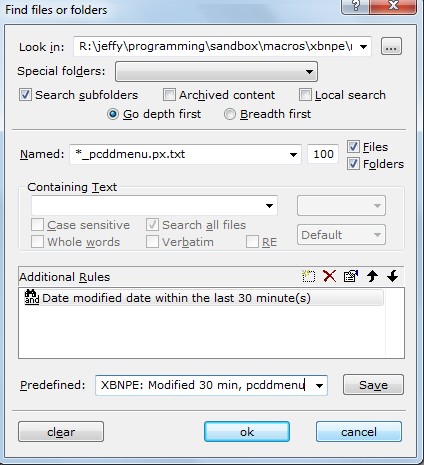 Find files or folders
Look in: R:\jeffy\programming\sandbox\macros\xbnpe\
Special folders:
Search subfolders Archived content Local search
Go depth first Breadth first
Named: *_pcddmenu.px.txt 100 Files
Folders
Containing Text
Case sensitive Search all files
Whole words Verbatim RE Default
Additional Rules
and Date modified date within the last 30 minute(s)
Predefined: XBNPE: Modified 30 min, pcddmenu Save
clear ok cancel